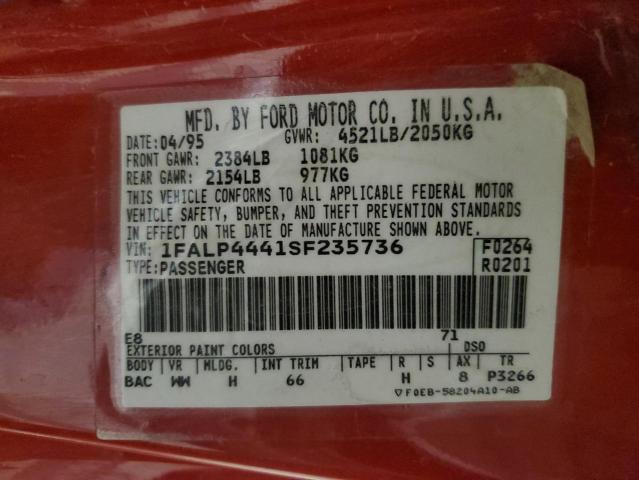 MFD. BY FORD MOTOR CO. IN U.S.A.
DATE: 04/95 GVWR: 4521LB/2050KG
FRONT GAWR: 2384LB 1081KG
REAR GAWR: 2154LB 977KG
THIS VEHICLE CONFORMS TO ALL APPLICABLE FEDERAL MOTOR
VEHICLE SAFETY, BUMPER, AND THEFT PREVENTION STANDARDS
IN EFFECT ON THE DATE OF MANUFACTURE SHOWN ABOVE.
VIN: 1FALP4441SF235736 F0264
TYPE: PASSENGER R0201
E8 71
EXTERIOR PAINT COLORS DSO
BODY VR MLDG. INT TRIM TAPE R S AX TR
BAC WW H 66 H 8 P3266
▽F0EB-58204A10-AB